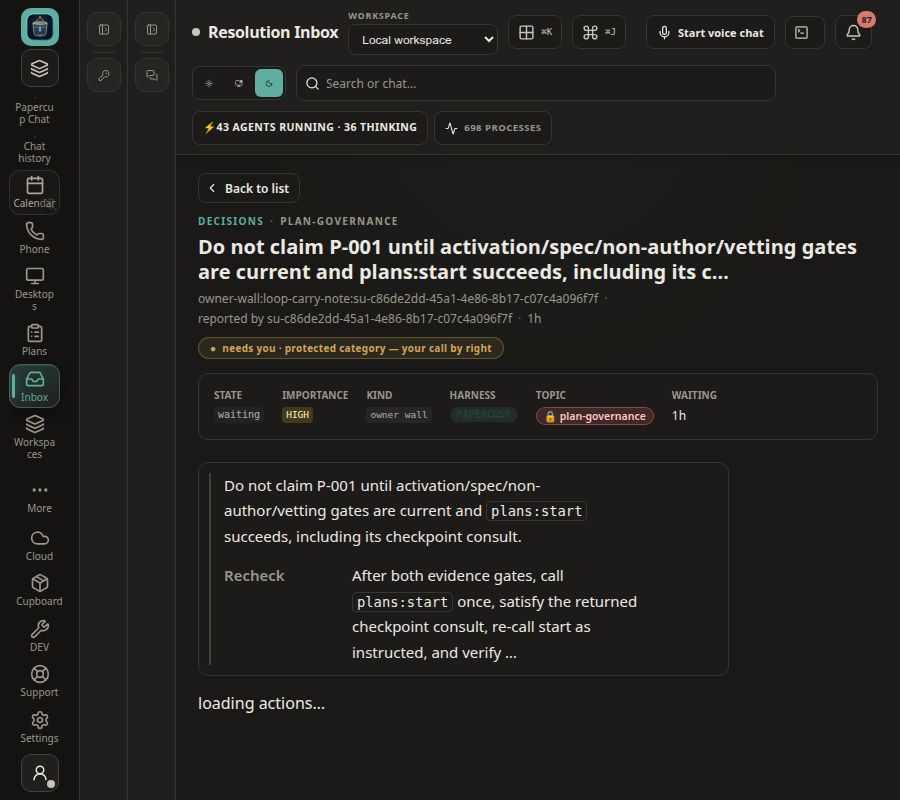 Papercu
p Chat
Chat
history
Calendar
Phone
Desktop
s
Plans
Inbox
Workspa
ces
More
Cloud
Cupboard
DEV
Support
Settings
Resolution Inbox
WORKSPACE
Local workspace
⌘K
⌘J
Start voice chat
87
Search or chat...
⚡43 AGENTS RUNNING · 36 THINKING
698 PROCESSES
Back to list
DECISIONS · PLAN-GOVERNANCE
Do not claim P-001 until activation/spec/non-author/vetting gates
are current and plans:start succeeds, including its c...
owner-wall:loop-carry-note:su-c86de2dd-45a1-4e86-8b17-c07c4a096f7f ·
reported by su-c86de2dd-45a1-4e86-8b17-c07c4a096f7f · 1h
● needs you · protected category — your call by right
STATE IMPORTANCE KIND HARNESS TOPIC WAITING
waiting HIGH owner wall PAPERCUSP 🔒 plan-governance 1h
Do not claim P-001 until activation/spec/non-
author/vetting gates are current and plans:start
succeeds, including its checkpoint consult.
Recheck After both evidence gates, call
plans:start once, satisfy the returned
checkpoint consult, re-call start as
instructed, and verify ...
loading actions...